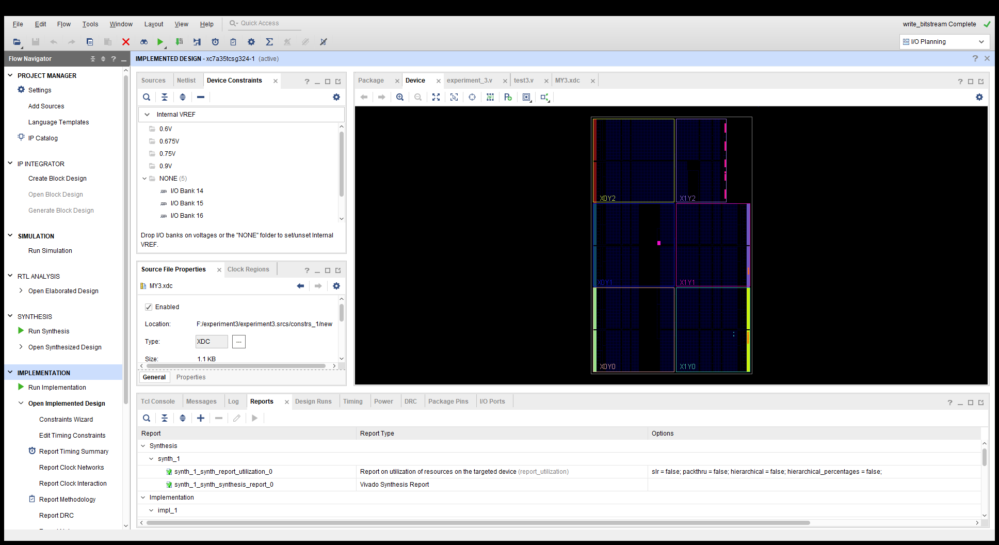 File Edit Flow Tools Window Layout View Help Quick Access write_bitstream Complete
I/O Planning
Flow Navigator
IMPLEMENTED DESIGN - xc7a35tcsg324-1 (active)
PROJECT MANAGER
Settings
Add Sources
Language Templates
IP Catalog
IP INTEGRATOR
Create Block Design
Open Block Design
Generate Block Design
SIMULATION
Run Simulation
RTL ANALYSIS
Open Elaborated Design
SYNTHESIS
Run Synthesis
Open Synthesized Design
IMPLEMENTATION
Run Implementation
Open Implemented Design
Constraints Wizard
Edit Timing Constraints
Report Timing Summary
Report Clock Networks
Report Clock Interaction
Report Methodology
Report DRC
Sources Netlist Device Constraints
Internal VREF
0.6V
0.675V
0.75V
0.9V
NONE (5)
I/O Bank 14
I/O Bank 15
I/O Bank 16
Drop I/O banks on voltages or the "NONE" folder to set/unset Internal
VREF.
Source File Properties Clock Regions
MY3.xdc
Enabled
Location: F:/experiment3/experiment3.srcs/constrs_1/new
Type: XDC ...
Size: 1.1 KB
General Properties
Package Device experiment_3.v test3.v MY3.xdc
X0Y2 X1Y2
X0Y1 X1Y1
X0Y0 X1Y0
Tcl Console Messages Log Reports Design Runs Timing Power DRC Package Pins I/O Ports
Report Report Type Options
Synthesis
synth_1
synth_1_synth_report_utilization_0 Report on utilization of resources on the targeted device (report_utilization) slr = false; packthru = false; hierarchical = false; hierarchical_percentages = false;
synth_1_synth_synthesis_report_0 Vivado Synthesis Report
Implementation
impl_1